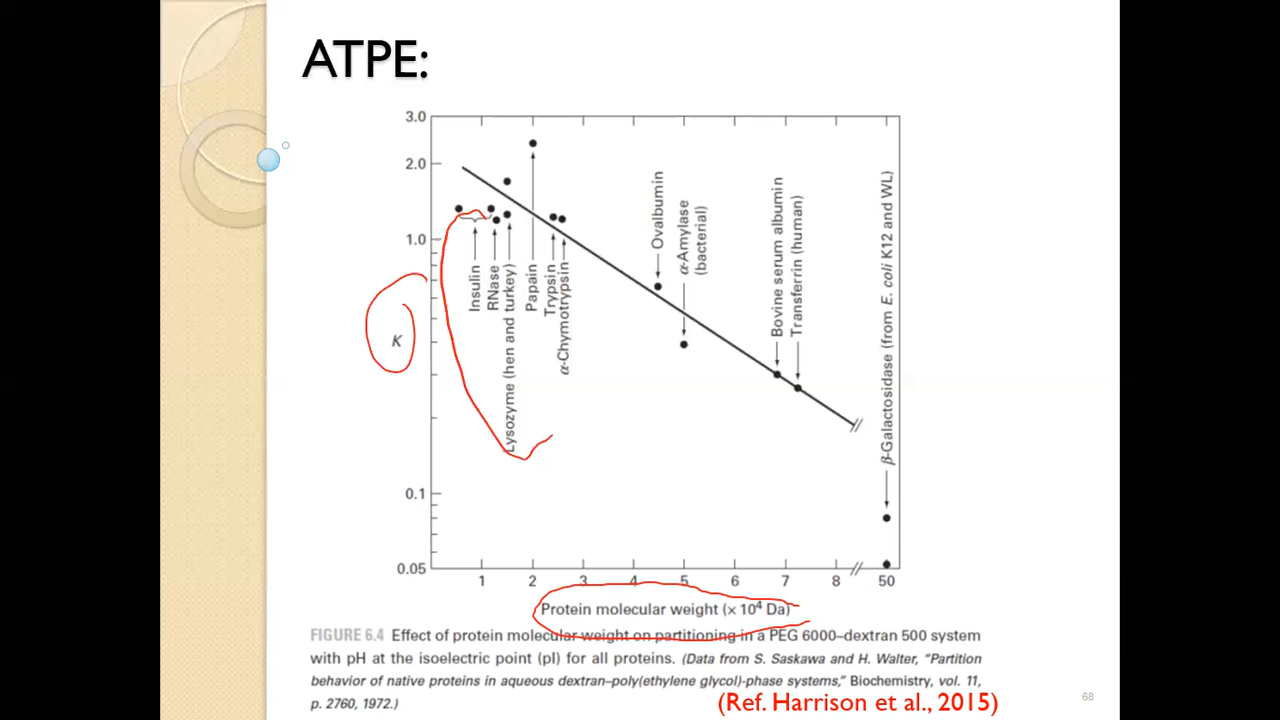 ATPE:
3.0
2.0
1.0
K
0.1
0.05
Insulin
RNase
Lysozyme (hen and turkey)
Papain
Trypsin
α-Chymotrypsin
Ovalbumin
α-Amylase
(bacterial)
Bovine serum albumin
Transferrin (human)
β-Galactosidase (from E. coli K12 and WL)
1 2 3 4 5 6 7 8 50
Protein molecular weight (× 10⁴ Da)
FIGURE 6.4 Effect of protein molecular weight on partitioning in a PEG 6000–dextran 500 system
with pH at the isoelectric point (pI) for all proteins. (Data from S. Saskawa and H. Walter, “Partition
behavior of native proteins in aqueous dextran–poly(ethylene glycol)-phase systems,” Biochemistry, vol. 11,
p. 2760, 1972.)
(Ref. Harrison et al., 2015)
68